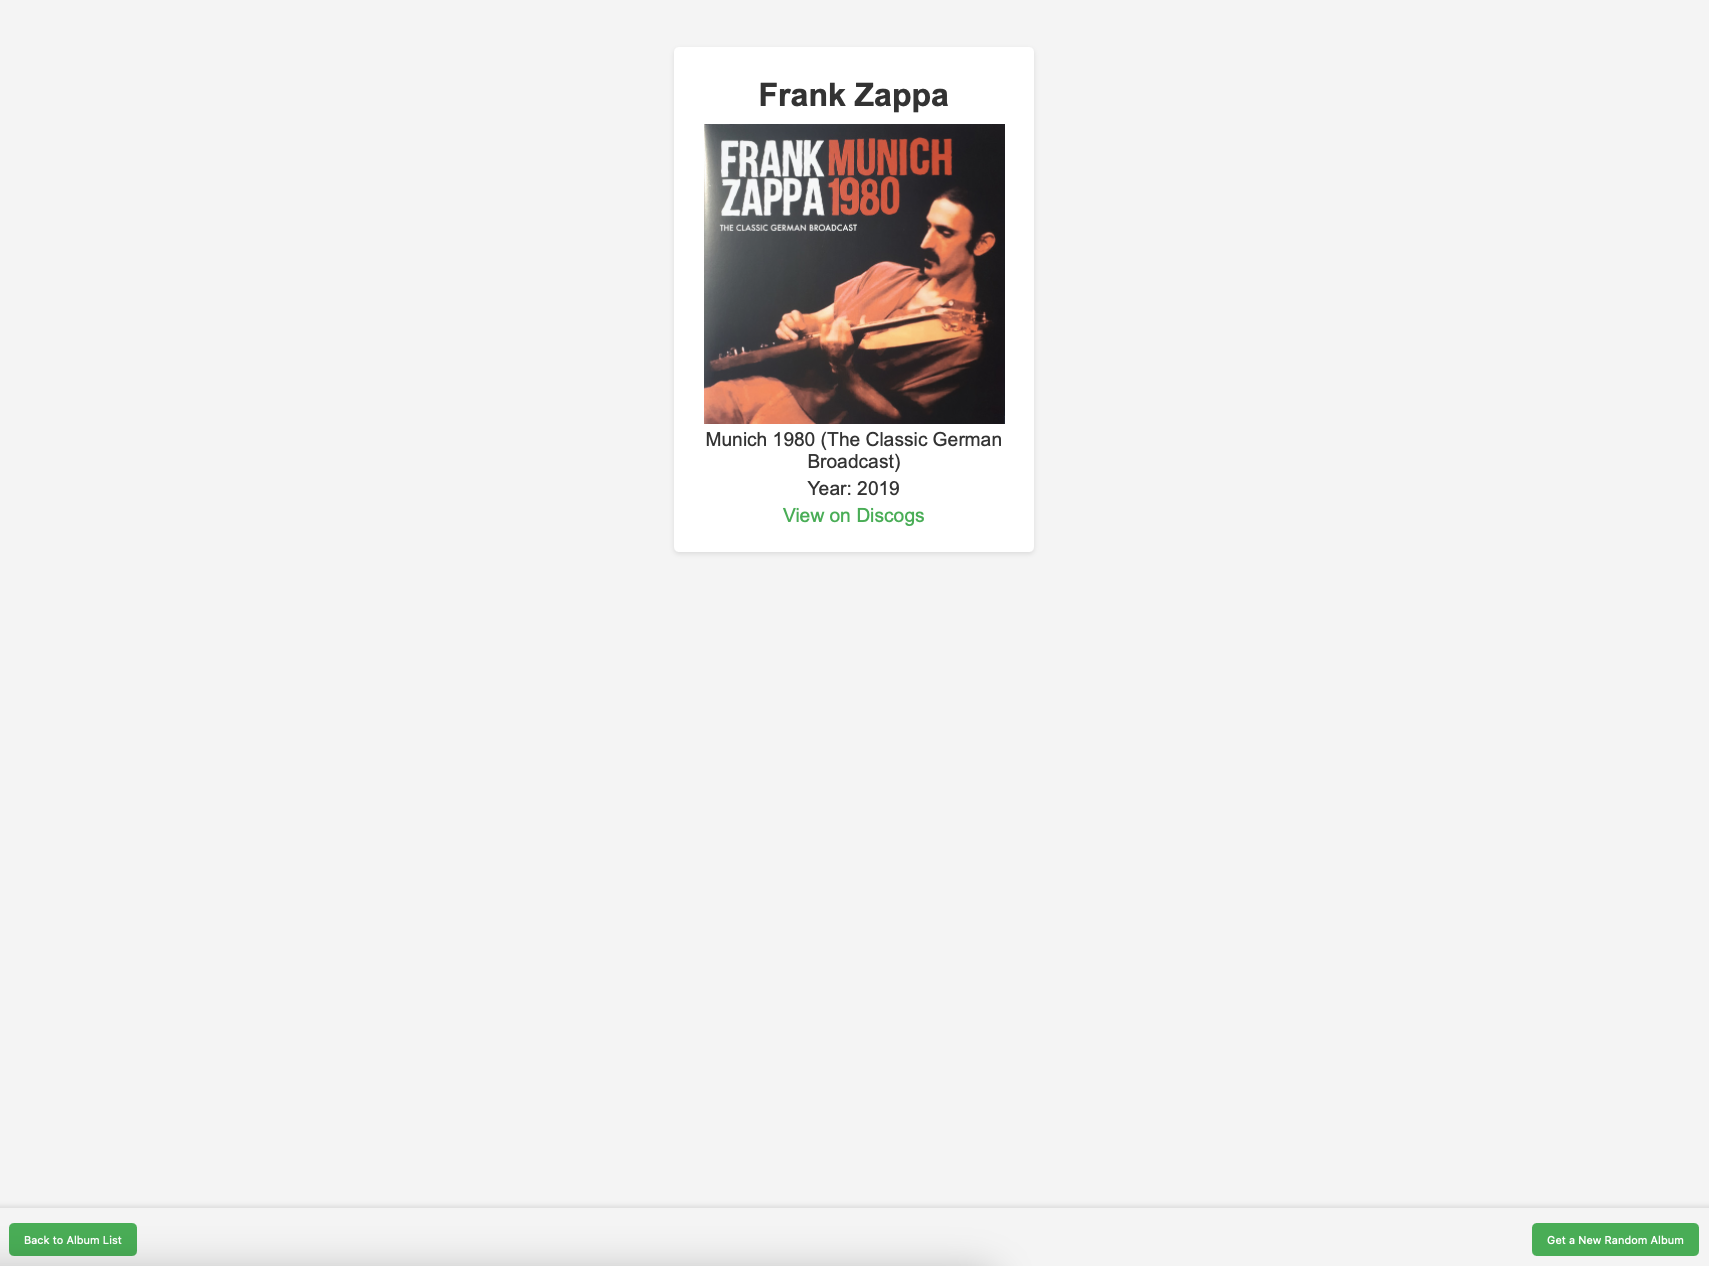 Frank Zappa
FRANK MUNICH
ZAPPA 1980
THE CLASSIC GERMAN BROADCAST
Munich 1980 (The Classic German
Broadcast)
Year: 2019
View on Discogs
Back to Album List
Get a New Random Album